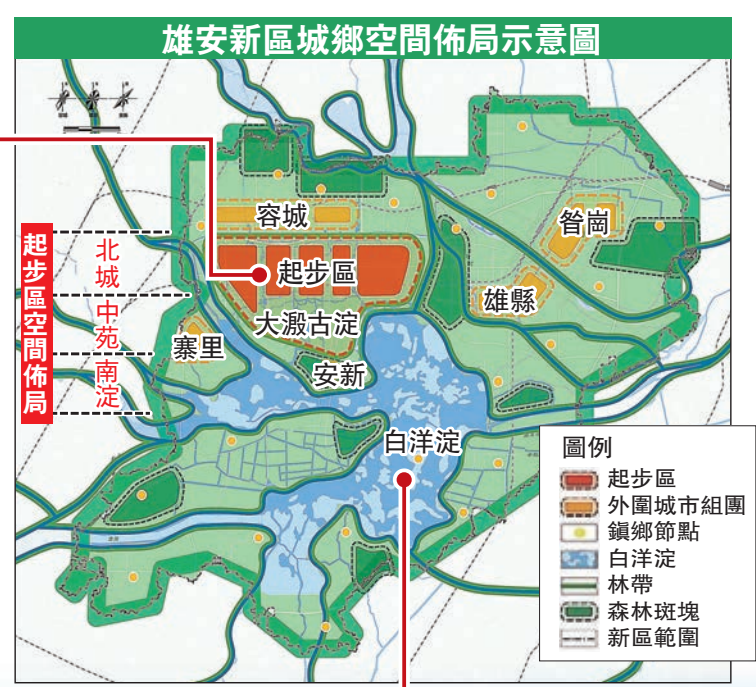 雄安新區城鄉空間佈局示意圖
容城
昝崗
起步區空間佈局
北城
中苑
南淀
起步區
雄縣
大溵古淀
寨里
安新
白洋淀
圖例
起步區
外圍城市組團
鎭鄉節點
白洋淀
林帶
森林斑塊
新區範圍